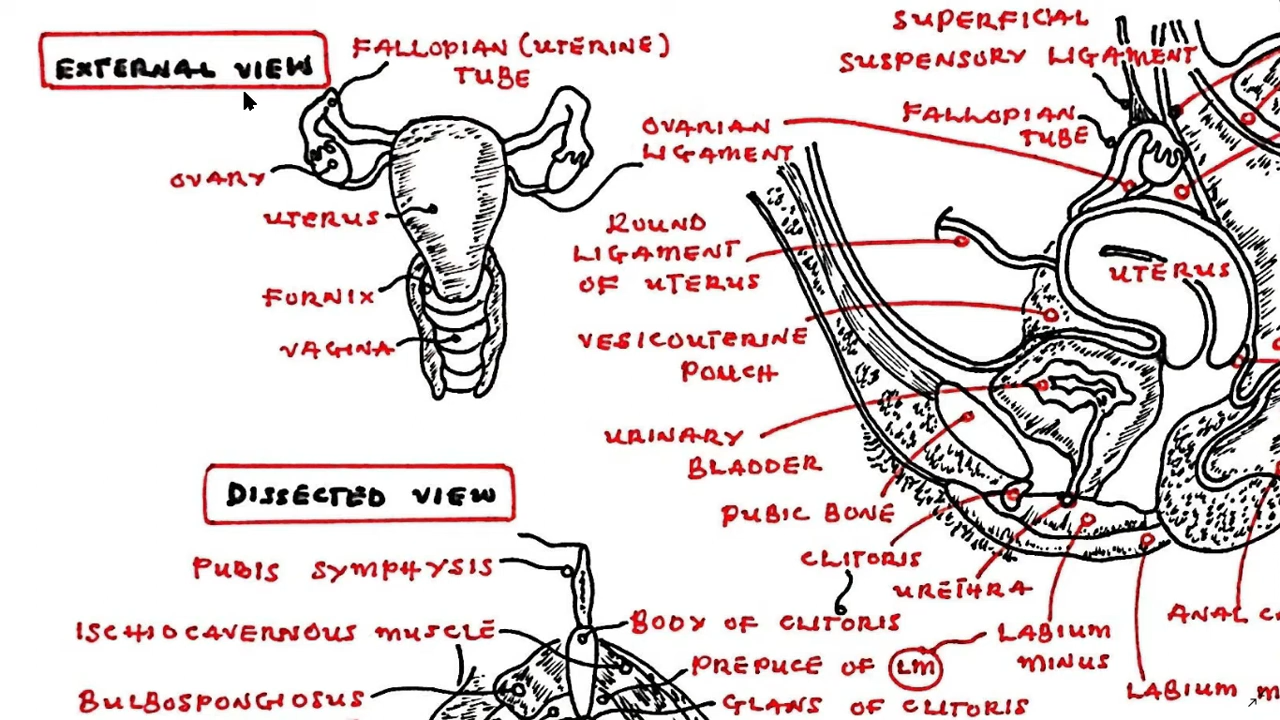 EXTERNAL VIEW
FALLOPIAN (UTERINE)
TUBE
OVARY
UTERUS
FORNIX
VAGINA
OVARIAN
LIGAMENT
SUPERFICAL
SUSPENSORY LIGAMENT
FALLOPIAN
TUBE
ROUND
LIGAMENT
OF UTERUS
UTERUS
VESICOUTERINE
POUCH
URINARY
BLADDER
PUBIC BONE
CLITORIS
URETHRA
LABIUM
MINUS
ANAL C
LABIUM M
DISSECTED VIEW
PUBIS SYMPHYSIS
ISCHIOCAVERNOUS MUSCLE
BULBOSPONGIOSUS
BODY OF CLITORIS
PREPUCE OF LM
GLANS OF CLITORIS